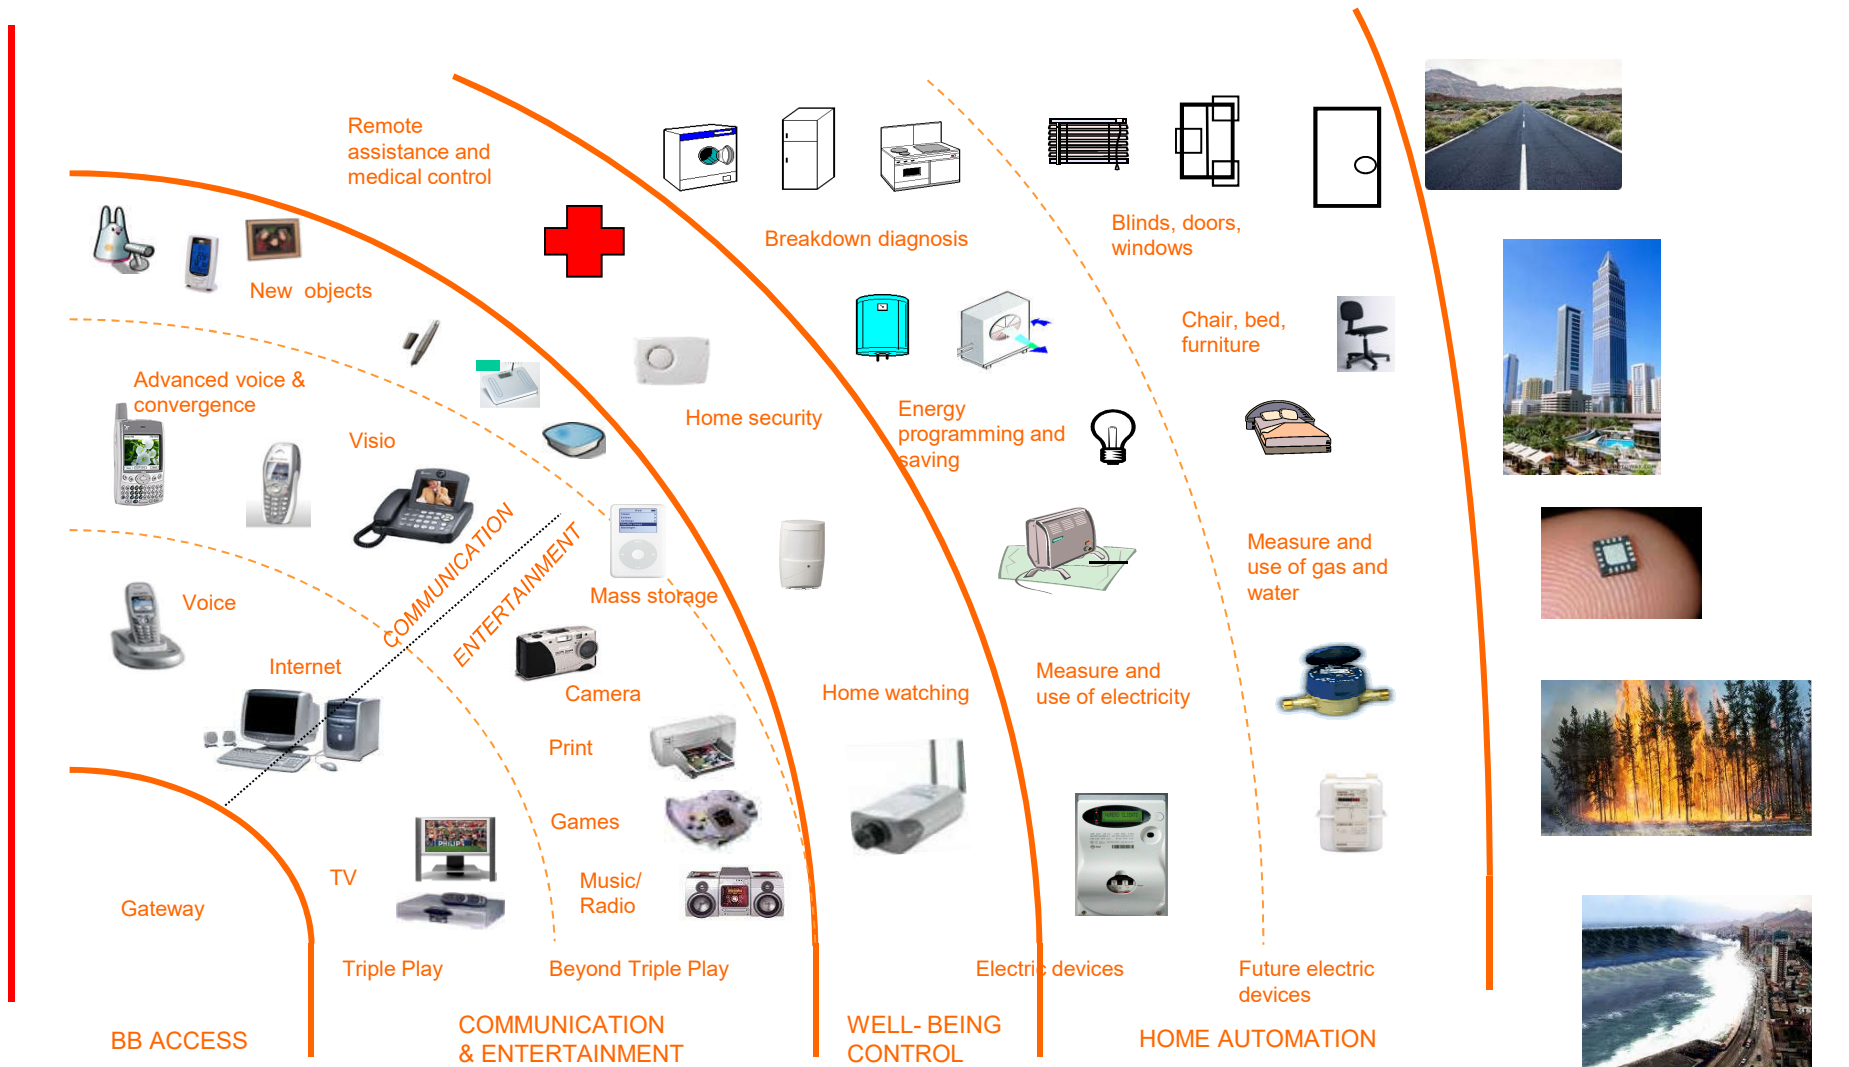 Remote
assistance and
medical control
New  objects
Advanced voice &
convergence
Visio
Voice
Internet
COMMUNICATION
ENTERTAINMENT
Mass storage
Camera
Print
Games
Music/
Radio
TV
PHILIPS
Gateway
Triple Play
Beyond Triple Play
Home security
Home watching
Breakdown diagnosis
Energy
programming and
saving
Measure and
use of electricity
Electric devices
Blinds, doors,
windows
Chair, bed,
furniture
Measure and
use of gas and
water
Future electric
devices
BB ACCESS
COMMUNICATION
& ENTERTAINMENT
WELL- BEING
CONTROL
HOME AUTOMATION